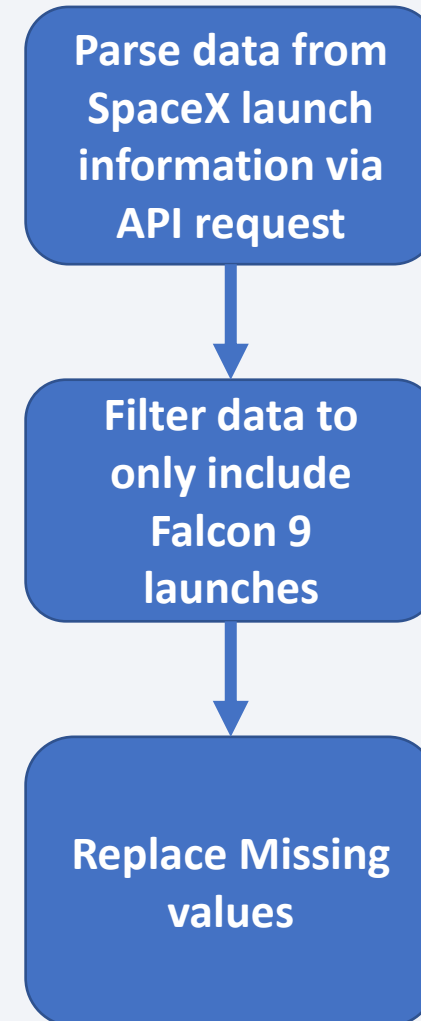 Parse data from
SpaceX launch
information via
API request
Filter data to
only include
Falcon 9
launches
Replace Missing
values